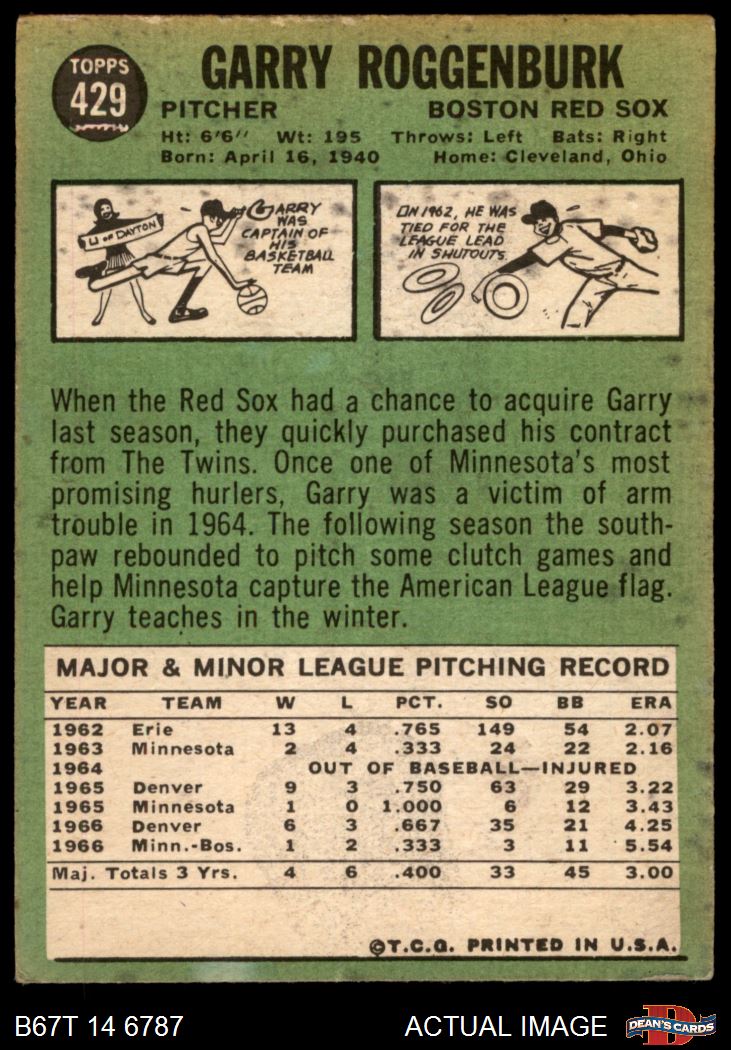 TOPPS
429
GARRY ROGGENBURK
PITCHER BOSTON RED SOX
Ht: 6'6" Wt: 195 Throws: Left Bats: Right
Born: April 16, 1940 Home: Cleveland, Ohio
U OF DAYTON
GARRY
WAS
CAPTAIN OF
HIS
BASKETBALL
TEAM
IN 1962, HE WAS
TIED FOR THE
LEAGUE LEAD
IN SHUTOUTS.
When the Red Sox had a chance to acquire Garry
last season, they quickly purchased his contract
from The Twins. Once one of Minnesota's most
promising hurlers, Garry was a victim of arm
trouble in 1964. The following season the south-
paw rebounded to pitch some clutch games and
help Minnesota capture the American League flag.
Garry teaches in the winter.
MAJOR & MINOR LEAGUE PITCHING RECORD
YEAR TEAM W L PCT. SO BB ERA
1962 Erie 13 4 .765 149 54 2.07
1963 Minnesota 2 4 .333 24 22 2.16
1964 OUT OF BASEBALL—INJURED
1965 Denver 9 3 .750 63 29 3.22
1965 Minnesota 1 0 1.000 6 12 3.43
1966 Denver 6 3 .667 35 21 4.25
1966 Minn.-Bos. 1 2 .333 3 11 5.54
Maj. Totals 3 Yrs. 4 6 .400 33 45 3.00
©T.C.G. PRINTED IN U.S.A.
B67T 14 6787 ACTUAL IMAGE
D
DEAN'S CARDS